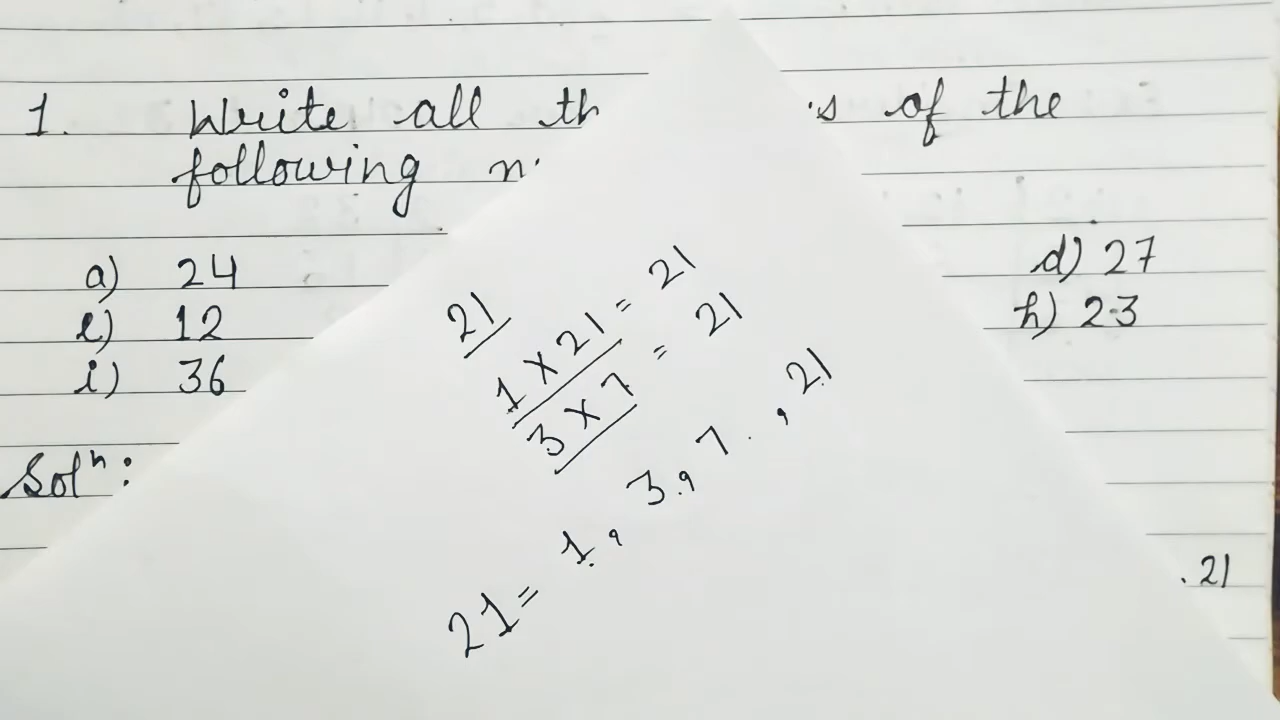 1. Write all th
's of the
following n
a) 24
d) 27
e) 12
h) 23
i) 36
Solⁿ:
21
1 × 21 = 21
3 × 7 = 21
21 = 1, 3, 7, 21
. 21